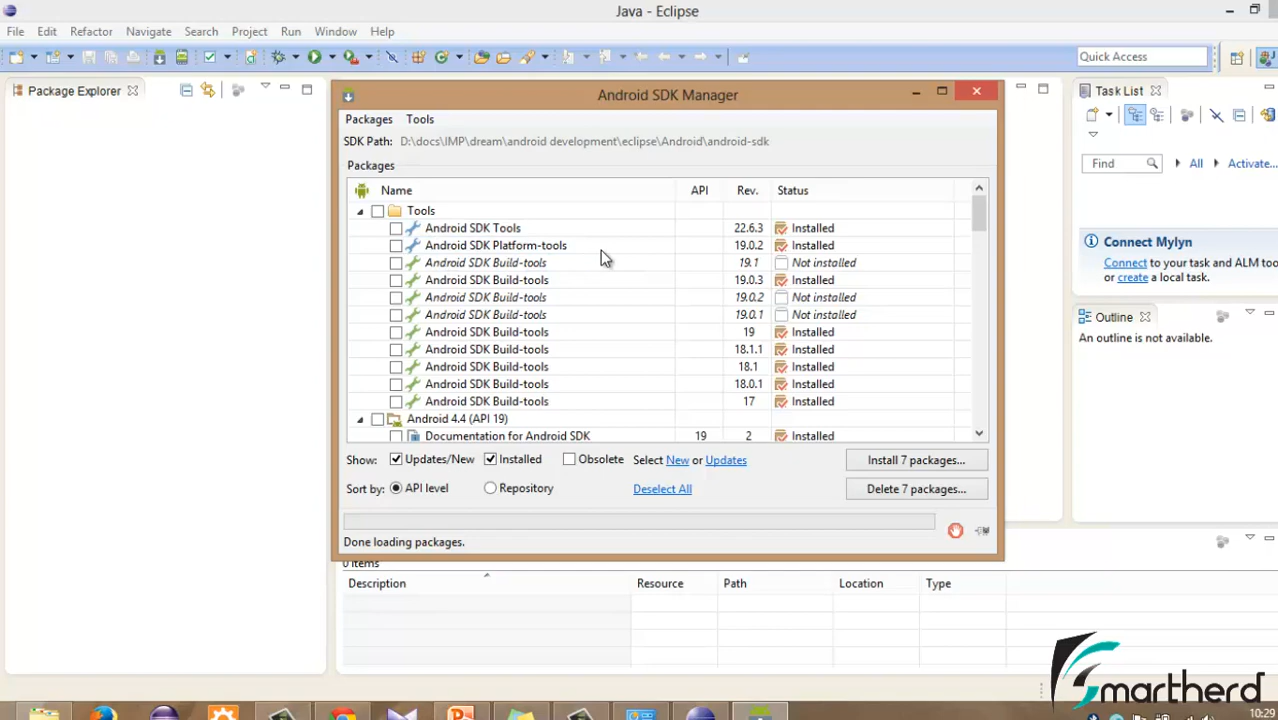 Java - Eclipse
File Edit Refactor Navigate Search Project Run Window Help
Quick Access
Package Explorer
Android SDK Manager
Task List
Packages Tools
SDK Path: D:\docs\IMP\dream\android development\eclipse\Android\android-sdk
Packages
Find All Activate...
Name API Rev. Status
Tools
Android SDK Tools 22.6.3 Installed
Android SDK Platform-tools 19.0.2 Installed
Android SDK Build-tools 19.1 Not installed
Android SDK Build-tools 19.0.3 Installed
Android SDK Build-tools 19.0.2 Not installed
Android SDK Build-tools 19.0.1 Not installed
Android SDK Build-tools 19 Installed
Android SDK Build-tools 18.1.1 Installed
Android SDK Build-tools 18.1 Installed
Android SDK Build-tools 18.0.1 Installed
Android SDK Build-tools 17 Installed
Android 4.4 (API 19)
Documentation for Android SDK 19 2 Installed
Connect Mylyn
Connect to your task and ALM too
or create a local task.
Outline
An outline is not available.
Show: Updates/New Installed Obsolete Select New or Updates Install 7 packages...
Sort by: API level Repository Deselect All Delete 7 packages...
Done loading packages.
0 items
Description Resource Path Location Type
martherd
10:29